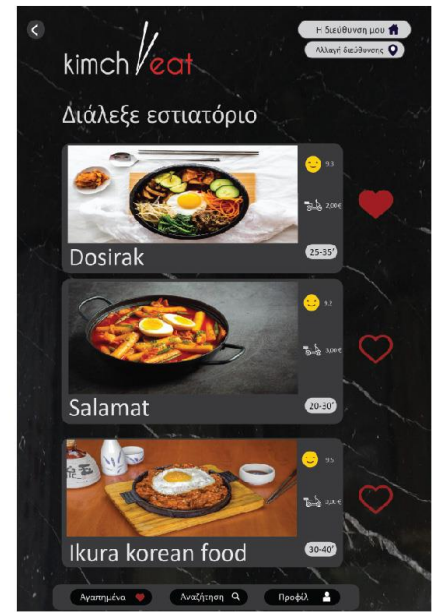 Η διεύθυνση μου
Αλλαγή διεύθυνσης
kimch eat
Διάλεξε εστιατόριο
9.3
2,00€
Dosirak
25-35'
9.2
3,00€
Salamat
20-30'
9.5
Ikura korean food
30-40'
Αγαπημένα
Αναζήτηση
Προφίλ